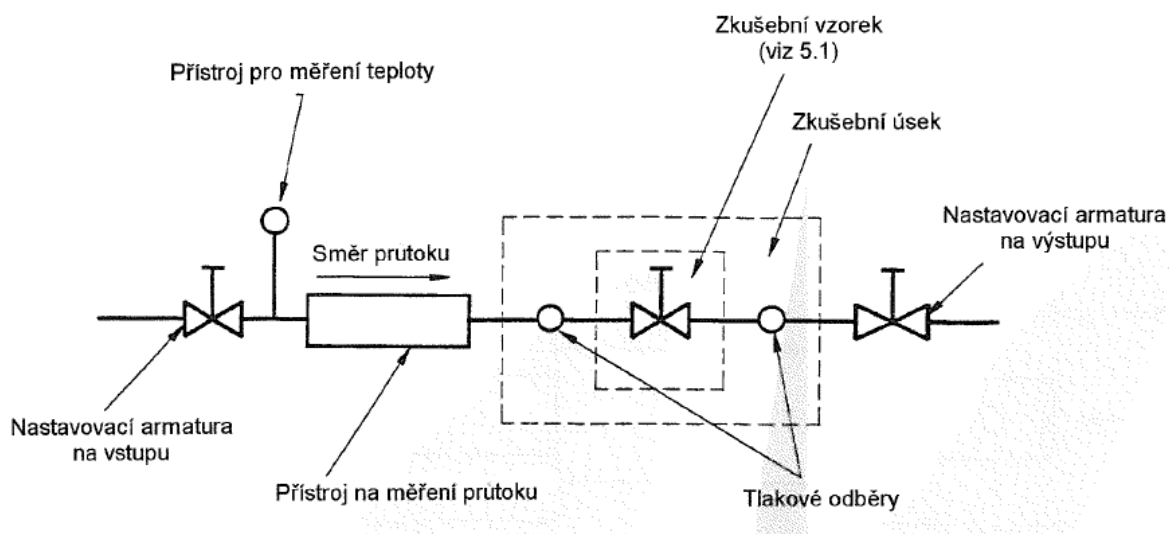 Zkušební vzorek
(viz 5.1)
Přístroj pro měření teploty
Zkušební úsek
Nastavovací armatura
na výstupu
Směr prutoku
Nastavovací armatura
na vstupu
Přístroj na měření prutoku
Tlakové odběry